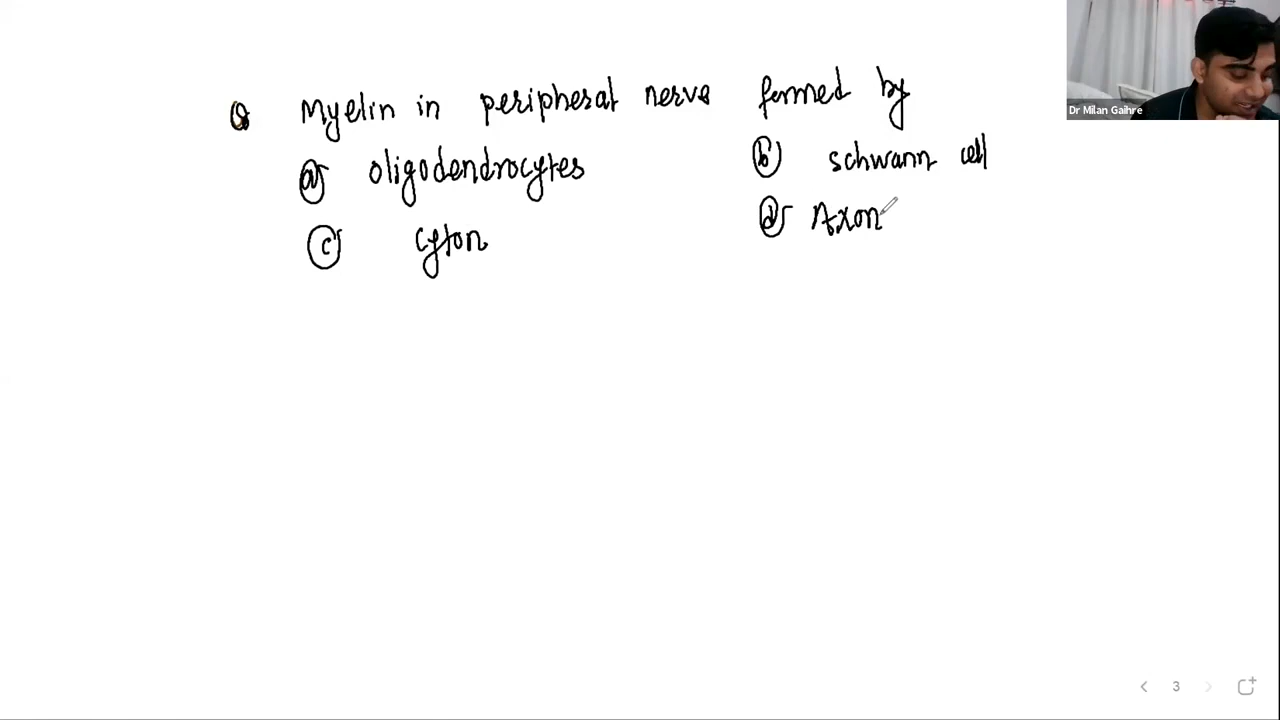 Dr Milan Gaihre
Q Myelin in peripheral nerve formed by
(a) oligodendrocytes (b) schwann cell
(c) cyton (d) Axon
3